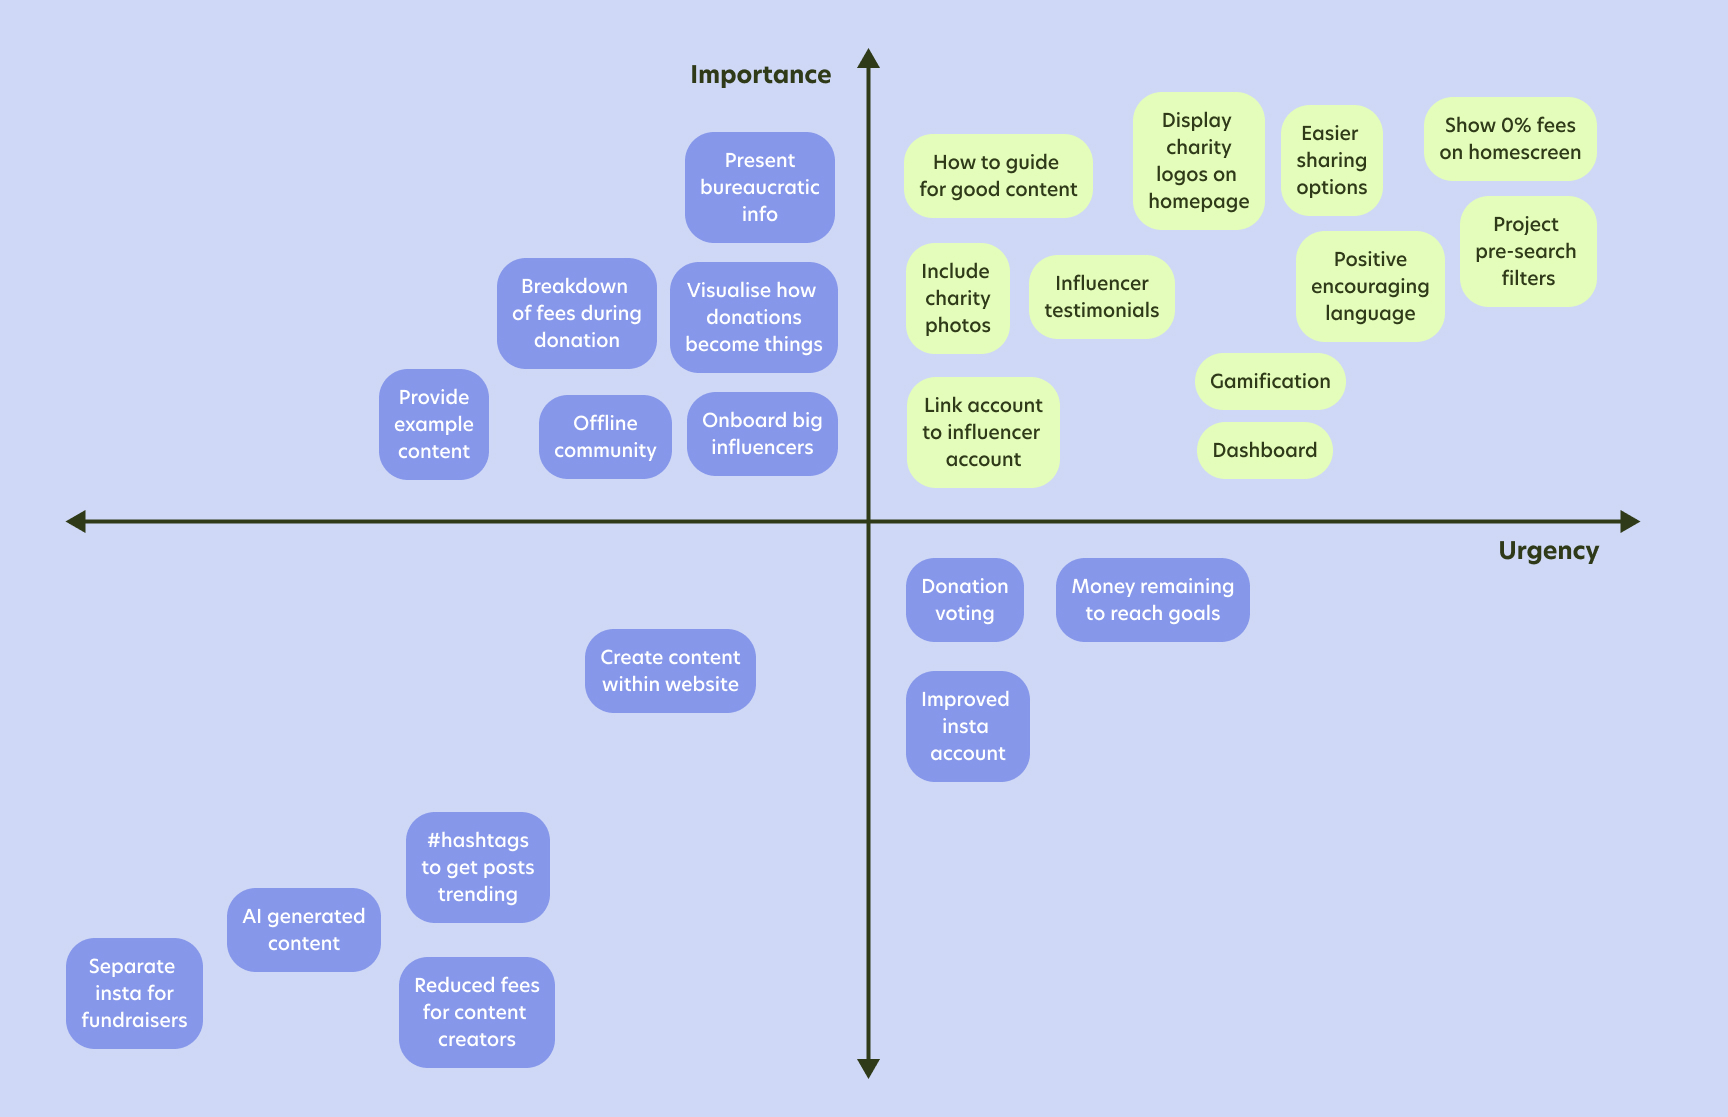 Importance
Present
bureaucratic
info
Breakdown
of fees during
donation
Visualise how
donations
become things
Provide
example
content
Offline
community
Onboard big
influencers
How to guide
for good content
Display
charity
logos on
homepage
Easier
sharing
options
Show 0% fees
on homescreen
Include
charity
photos
Influencer
testimonials
Positive
encouraging
language
Project
pre-search
filters
Link account
to influencer
account
Gamification
Dashboard
Urgency
Create content
within website
#hashtags
to get posts
trending
AI generated
content
Separate
insta for
fundraisers
Reduced fees
for content
creators
Donation
voting
Money remaining
to reach goals
Improved
insta
account